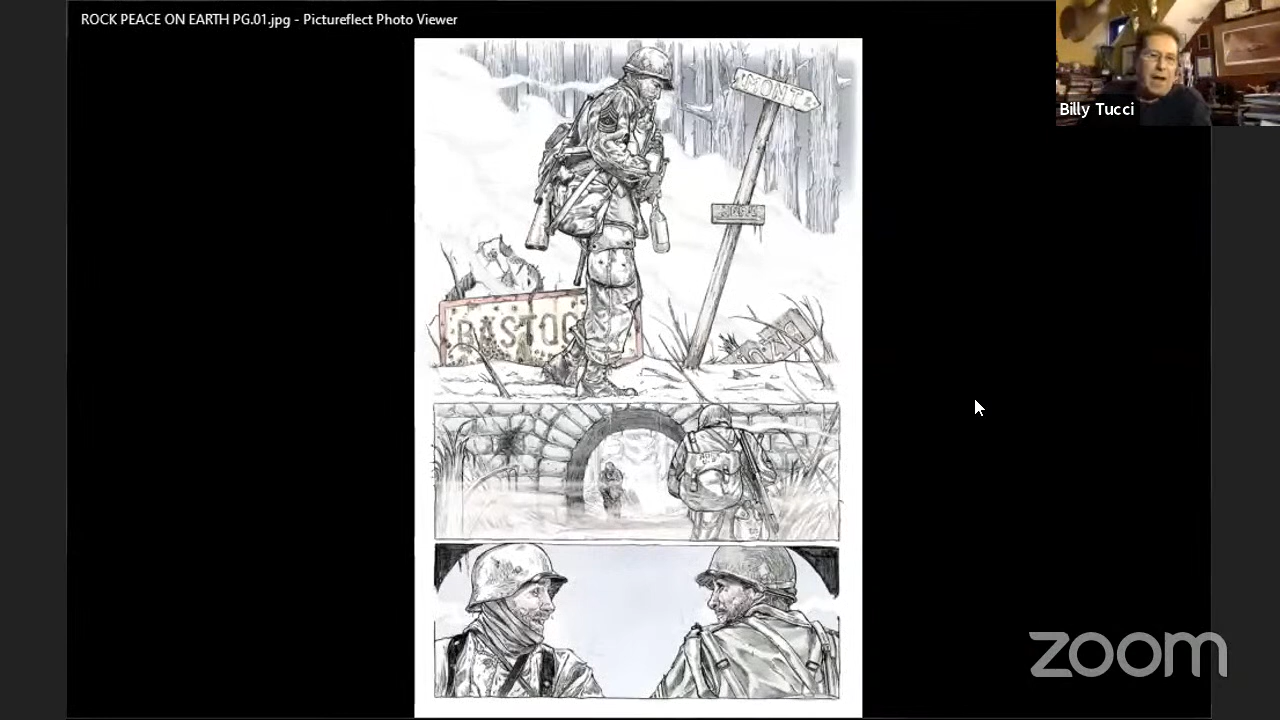 ROCK PEACE ON EARTH PG.01.jpg - Pictureflect Photo Viewer
Billy Tucci
MONT
BASTOG
zoom